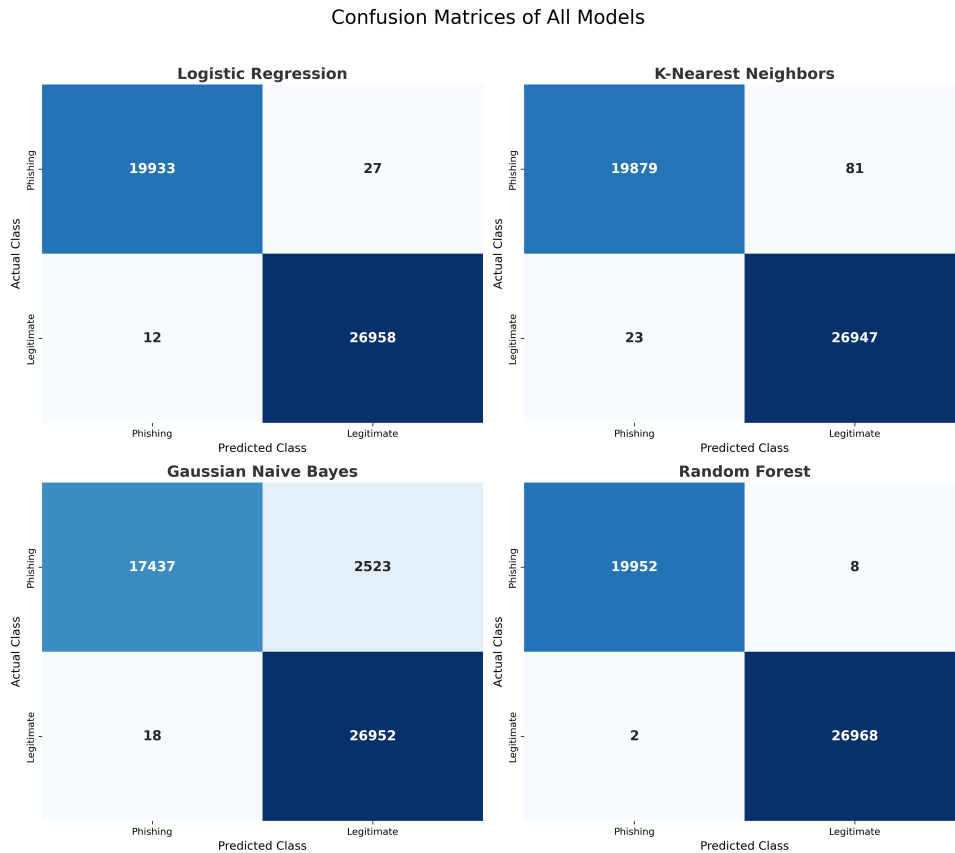 Confusion Matrices of All Models
Logistic Regression
Actual Class
Phishing
19933
27
Legitimate
12
26958
Phishing
Legitimate
Predicted Class
K-Nearest Neighbors
Actual Class
Phishing
19879
81
Legitimate
23
26947
Phishing
Legitimate
Predicted Class
Gaussian Naive Bayes
Actual Class
Phishing
17437
2523
Legitimate
18
26952
Phishing
Legitimate
Predicted Class
Random Forest
Actual Class
Phishing
19952
8
Legitimate
2
26968
Phishing
Legitimate
Predicted Class